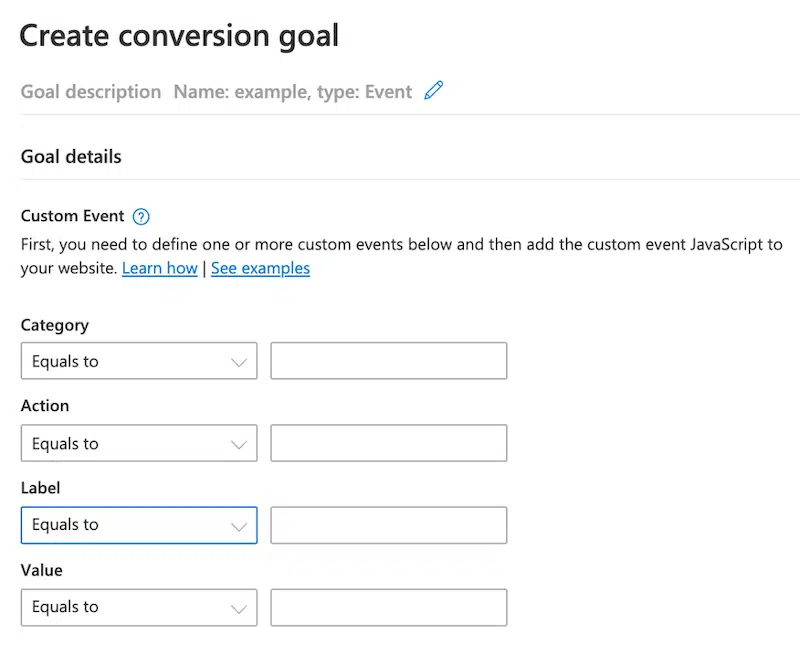 Create conversion goal
Goal description Name: example, type: Event
Goal details
Custom Event ?
First, you need to define one or more custom events below and then add the custom event JavaScript to
your website. Learn how | See examples
Category
Equals to
Action
Equals to
Label
Equals to
Value
Equals to